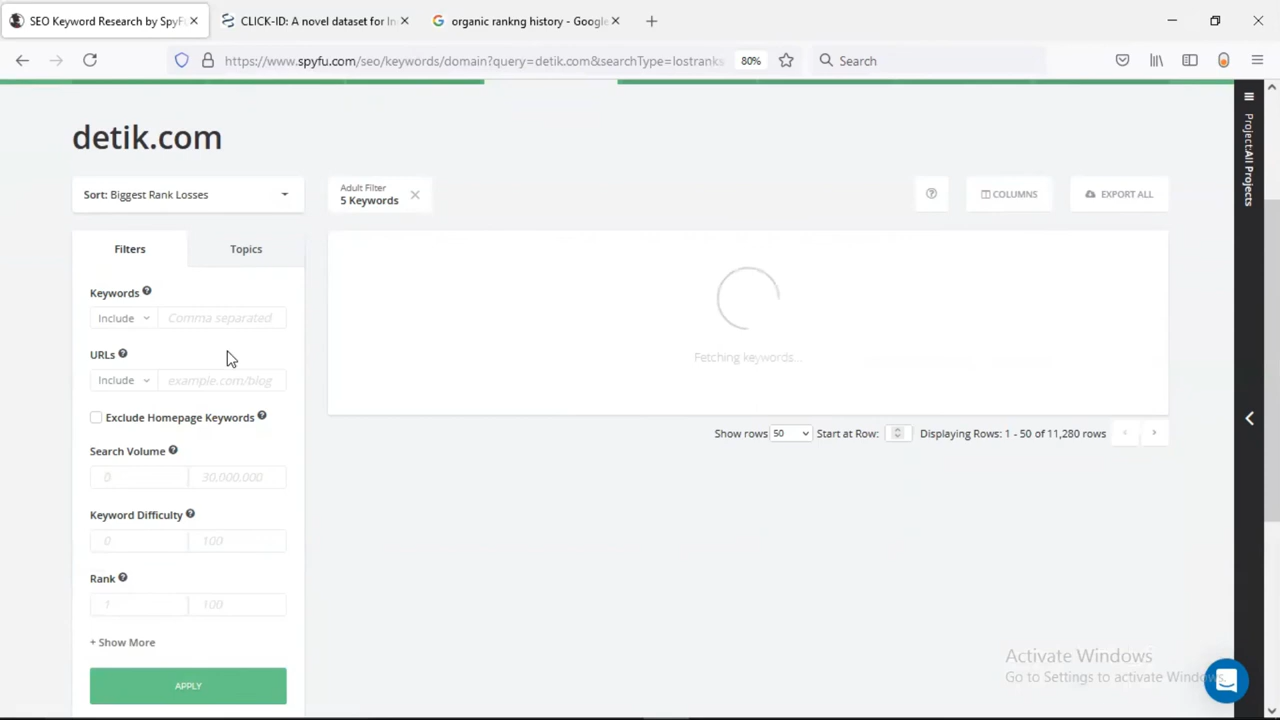 SEO Keyword Research by SpyFu
CLICK-ID: A novel dataset for In
organic rankng history - Google
https://www.spyfu.com/seo/keywords/domain?query=detik.com&searchType=lostranks
80%
Search
detik.com
Sort: Biggest Rank Losses
Adult Filter
5 Keywords
COLUMNS
EXPORT ALL
Filters
Topics
Keywords
Include
Comma separated
URLs
Include
example.com/blog
Exclude Homepage Keywords
Search Volume
0
30.000.000
Keyword Difficulty
0
100
Rank
1
100
+ Show More
APPLY
Fetching keywords...
Show rows 50 Start at Row: Displaying Rows: 1 - 50 of 11,280 rows
Project:All Projects
Activate Windows
Go to Settings to activate Windows.